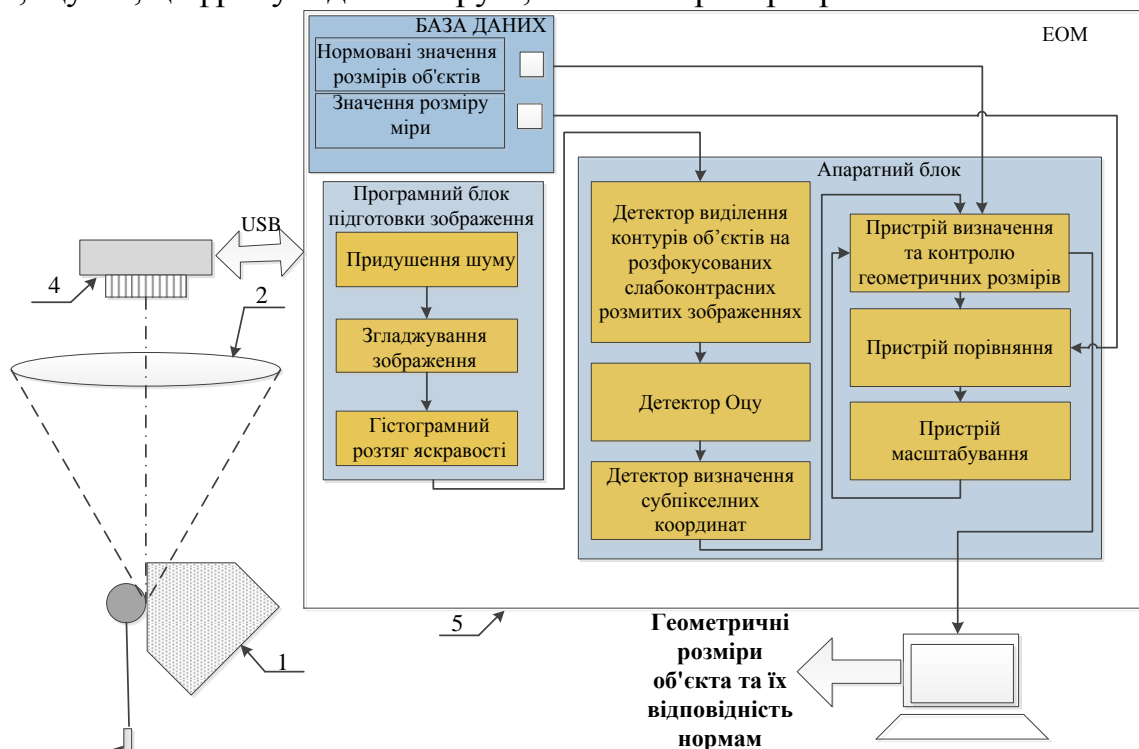 БАЗА ДАНИХ
ЕОМ
Нормовані значення
розмірів об'єктів
Значення розміру
міри
Апаратний блок
Програмний блок
підготовки зображення
Придушення шуму
Згладжування
зображення
Гістограмний
розтяг яскравості
Детектор виділення
контурів об’єктів на
розфокусованих
слабоконтрасних
розмитих зображеннях
Детектор Оцу
Детектор визначення
субпікселних
координат
Пристрій визначення
та контролю
геометричних розмірів
Пристрій порівняння
Пристрій
масштабування
USB
4
2
1
5
Геометричні
розміри
об'єкта та їх
відповідність
нормам